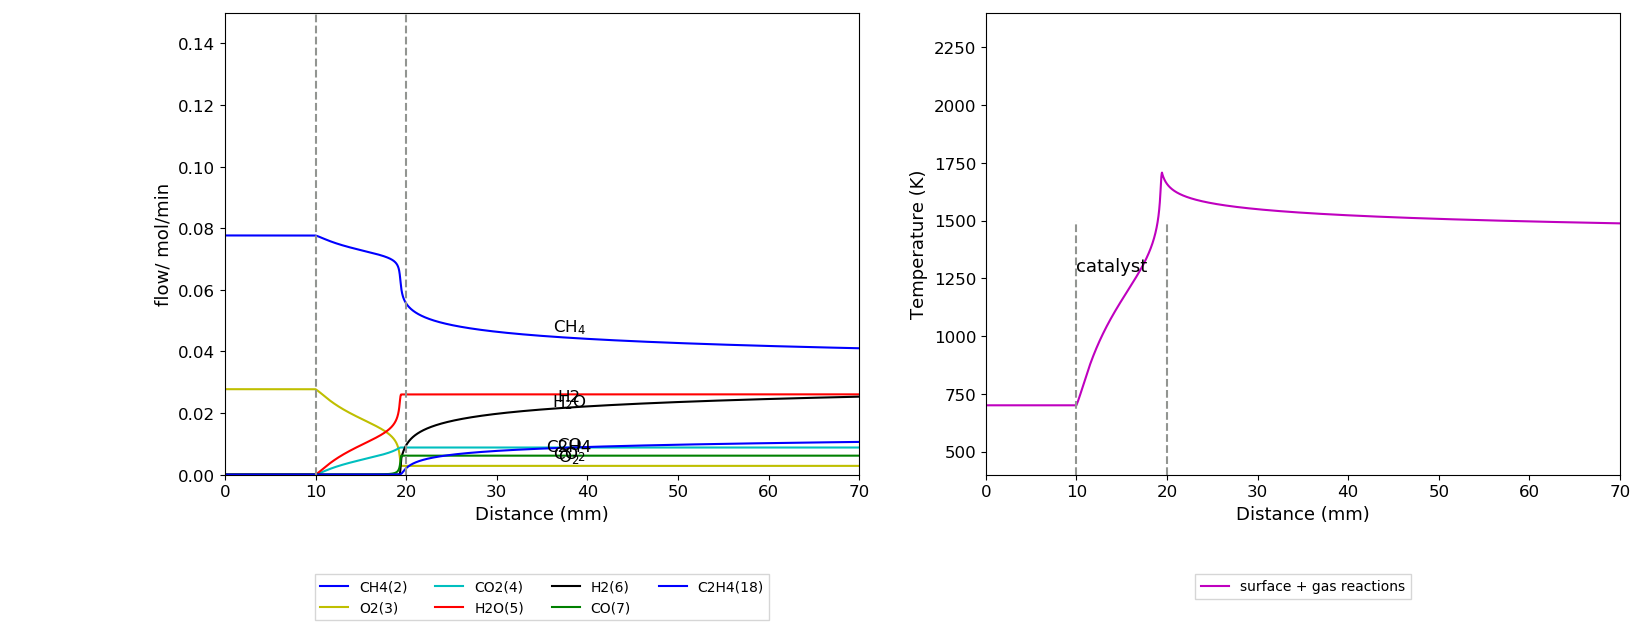 0.14
0.12
0.10
0.08
0.06
0.04
0.02
0.00
flow/ mol/min
0 10 20 30 40 50 60 70
Distance (mm)
CH4
H2
H2O
CO
C2H4
CO2
O2
CH4(2) CO2(4) H2(6) C2H4(18)
O2(3) H2O(5) CO(7)
2250
2000
1750
1500
1250
1000
750
500
Temperature (K)
catalyst
0 10 20 30 40 50 60 70
Distance (mm)
surface + gas reactions